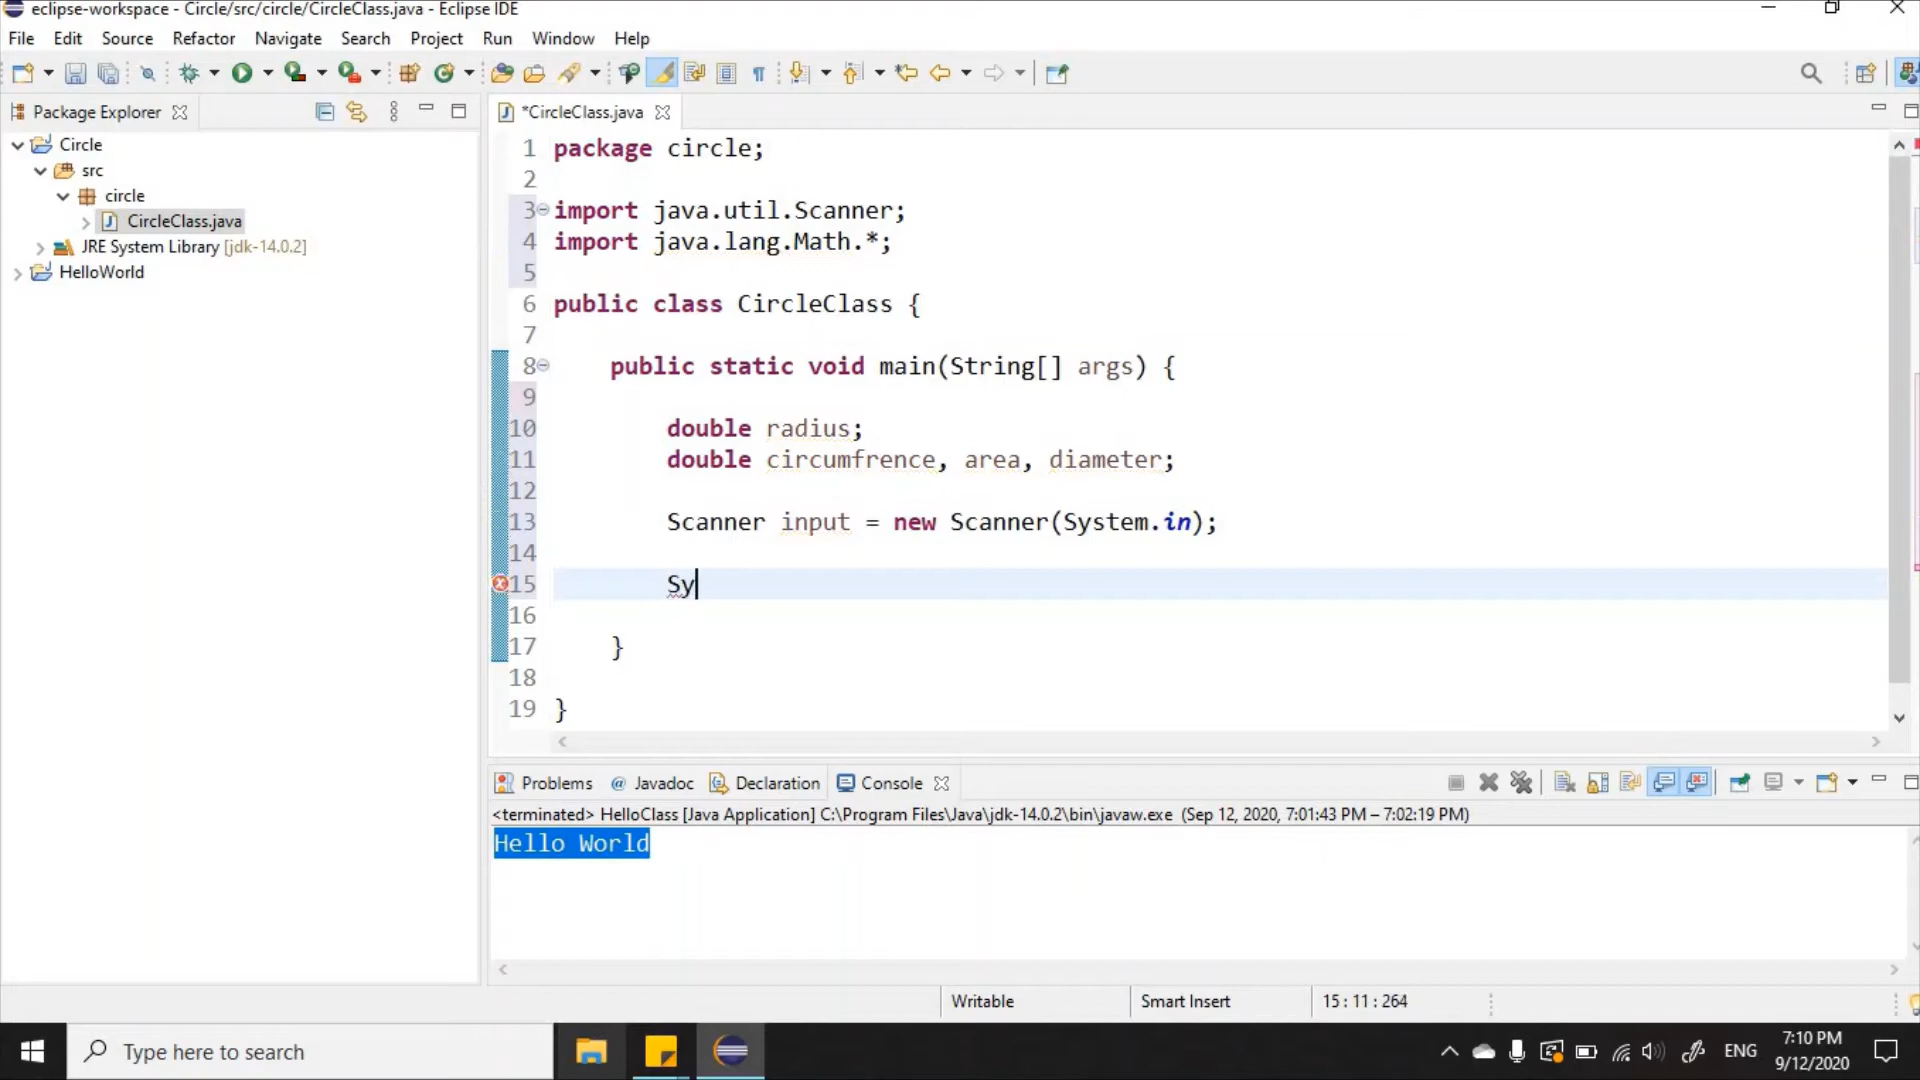 eclipse-workspace - Circle/src/circle/CircleClass.java - Eclipse IDE
File Edit Source Refactor Navigate Search Project Run Window Help
Package Explorer
*CircleClass.java
Circle
src
circle
CircleClass.java
JRE System Library [jdk-14.0.2]
HelloWorld
1 package circle;
2
3 import java.util.Scanner;
4 import java.lang.Math.*;
5
6 public class CircleClass {
7
8 public static void main(String[] args) {
9
10 double radius;
11 double circumfrence, area, diameter;
12
13 Scanner input = new Scanner(System.in);
14
15 Sy
16
17 }
18
19 }
Problems @ Javadoc Declaration Console
<terminated> HelloClass [Java Application] C:\Program Files\Java\jdk-14.0.2\bin\javaw.exe (Sep 12, 2020, 7:01:43 PM – 7:02:19 PM)
Hello World
Writable Smart Insert 15 : 11 : 264
Type here to search
ENG
7:10 PM
9/12/2020